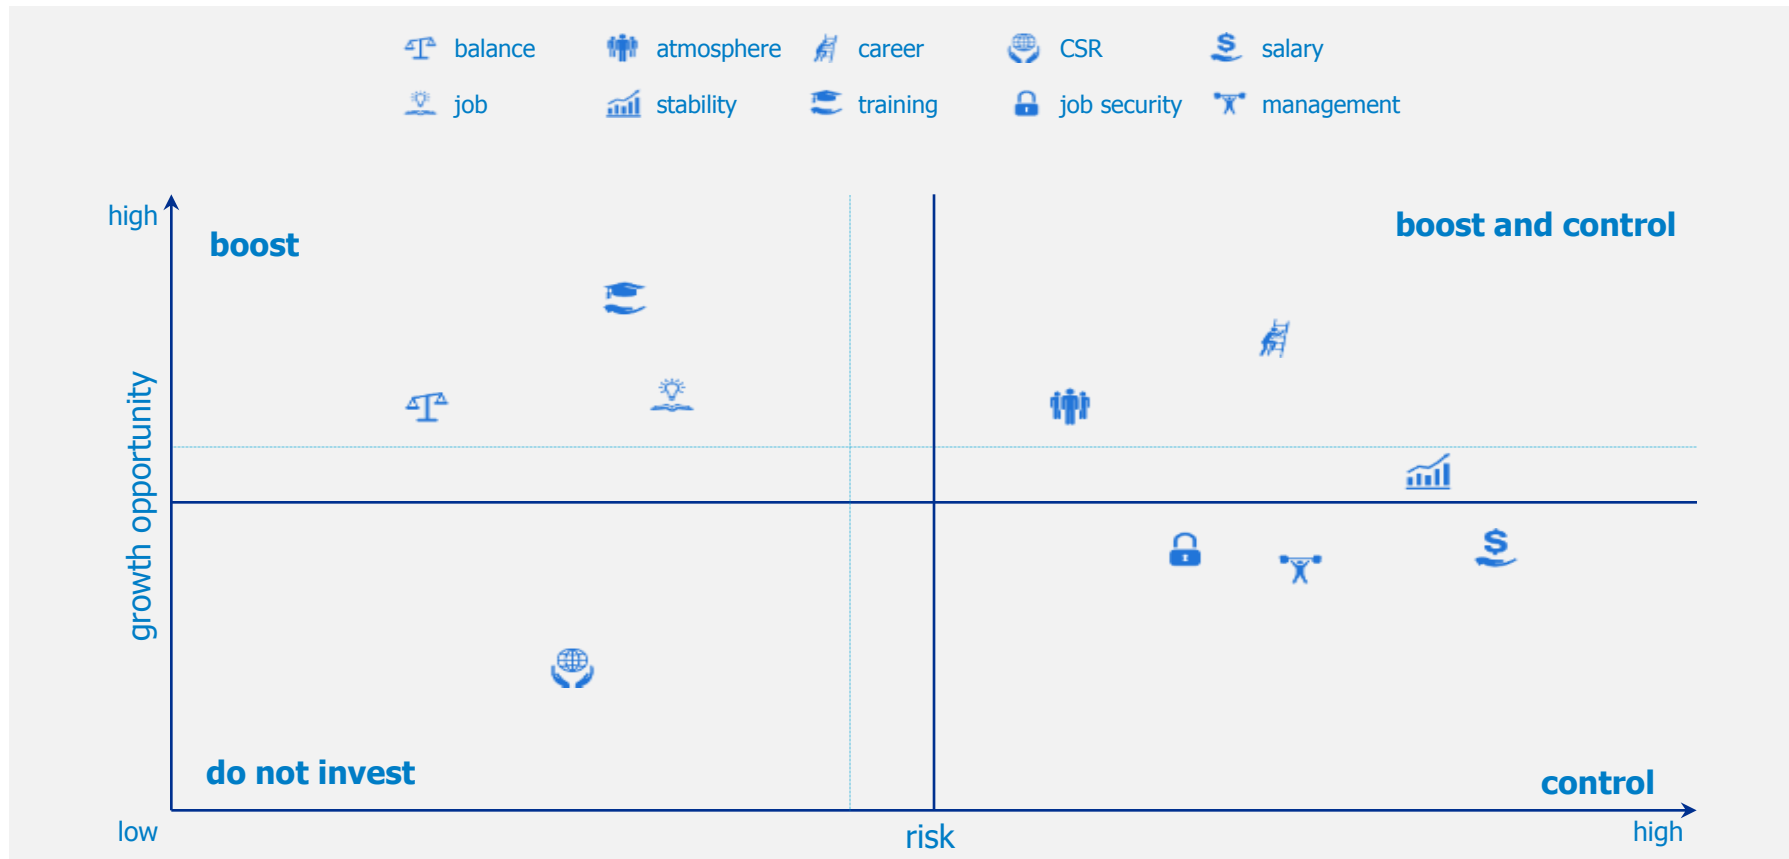 balance atmosphere career CSR salary
job stability training job security management
high
boost
boost and control
growth opportunity
do not invest
control
low
risk
high